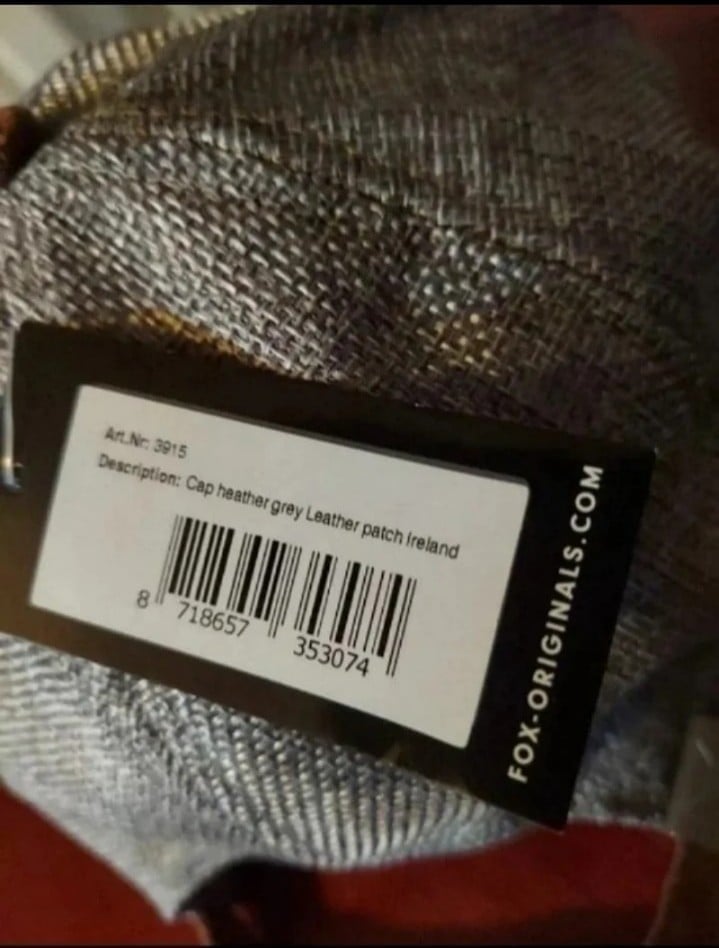 Art.Nr: 3915
Description: Cap heather grey Leather patch Ireland
8 718657 353074
FOX-ORIGINALS.COM